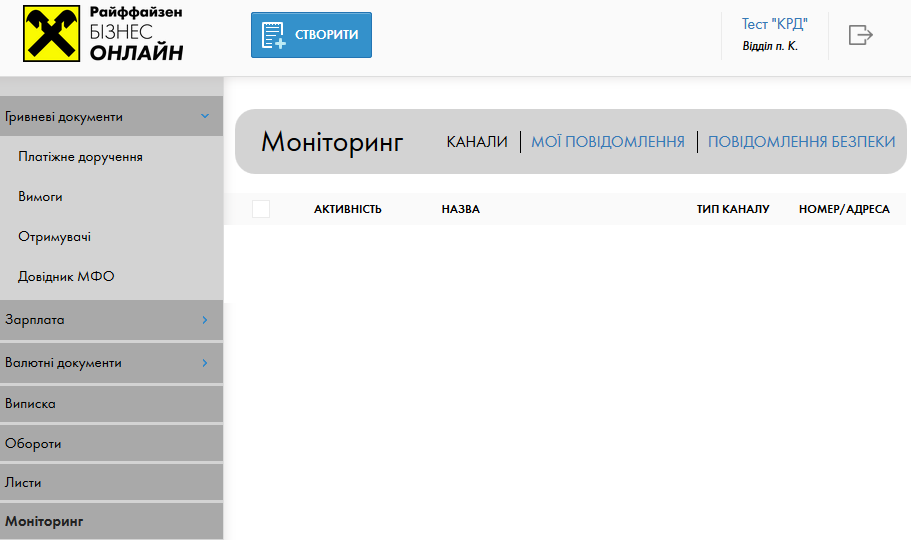 Райффайзен
БІЗНЕС
ОНЛАЙН
СТВОРИТИ
Тест "КРД"
Відділ п. К.
Гривневі документи
Платіжне доручення
Вимоги
Отримувачі
Довідник МФО
Зарплата
Валютні документи
Виписка
Обороти
Листи
Моніторинг
Моніторинг КАНАЛИ МОЇ ПОВІДОМЛЕННЯ ПОВІДОМЛЕННЯ БЕЗПЕКИ
АКТИВНІСТЬ НАЗВА ТИП КАНАЛУ НОМЕР/АДРЕСА